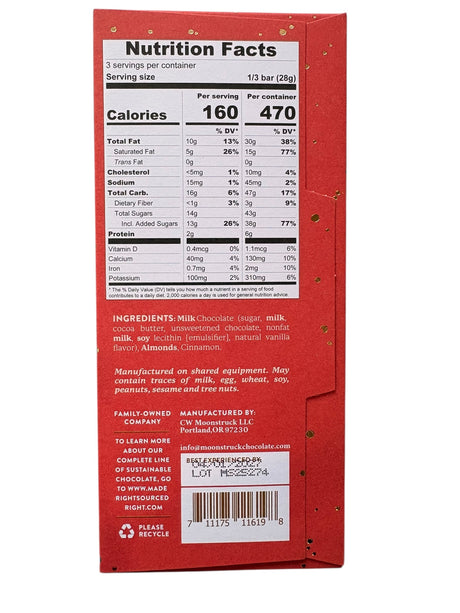 Nutrition Facts
3 servings per container
Serving size 1/3 bar (28g)
Per serving Per container
Calories 160 470
% DV* % DV*
Total Fat 10g 13% 30g 38%
Saturated Fat 5g 26% 15g 77%
Trans Fat 0g 0g
Cholesterol <5mg 1% 10mg 4%
Sodium 15mg 1% 45mg 2%
Total Carb. 16g 6% 47g 17%
Dietary Fiber <1g 3% 3g 9%
Total Sugars 14g 43g
Incl. Added Sugars 13g 26% 38g 77%
Protein 2g 6g
Vitamin D 0.4mcg 0% 1.1mcg 6%
Calcium 40mg 4% 130mg 10%
Iron 0.7mg 4% 2mg 10%
Potassium 100mg 2% 310mg 6%
* The % Daily Value (DV) tells you how much a nutrient in a serving of food
contributes to a daily diet. 2,000 calories a day is used for general nutrition advice.
INGREDIENTS: Milk Chocolate (sugar, milk,
cocoa butter, unsweetened chocolate, nonfat
milk, soy lecithin [emulsifier], natural vanilla
flavor), Almonds, Cinnamon.
Manufactured on shared equipment. May
contain traces of milk, egg, wheat, soy,
peanuts, sesame and tree nuts.
FAMILY-OWNED
COMPANY
TO LEARN MORE
ABOUT OUR
COMPLETE LINE
OF SUSTAINABLE
CHOCOLATE, GO
TO WWW.MADE
RIGHTSOURCED
RIGHT.COM
PLEASE
RECYCLE
MANUFACTURED BY:
CW Moonstruck LLC
Portland,OR 97230
info@moonstruckchocolate.com
BEST EXPERIENCED BY:
04/01/2027
LOT MS25274
7 11175 11619 8